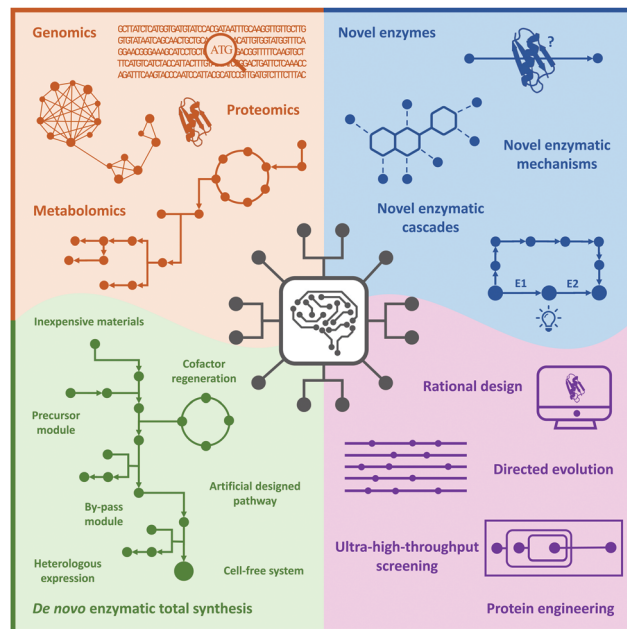 Genomics
GCTTATCTCATGGTGATGTATCCACGATAATTTGCAAGGTTGTTGCTTG
ATG
Proteomics
Metabolomics
Novel enzymes
?
Novel enzymatic
mechanisms
Novel enzymatic
cascades
E1
E2
Inexpensive materials
Cofactor
regeneration
Precursor
module
Artificial designed
pathway
By-pass
module
Heterologous
expression
Cell-free system
De novo enzymatic total synthesis
Rational design
Directed evolution
Ultra-high-throughput
screening
Protein engineering